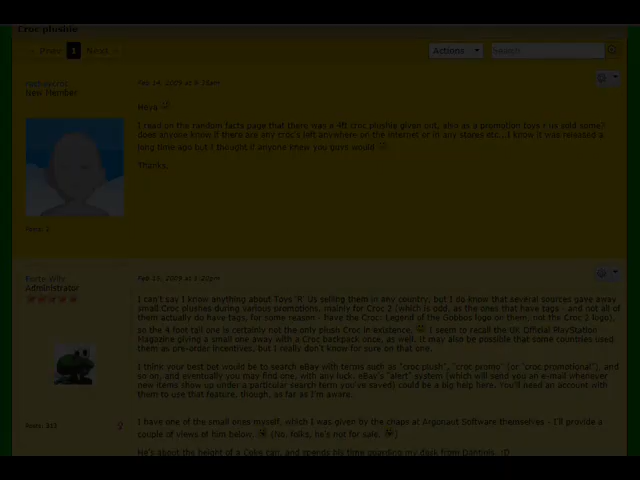 Croc plushie
Prev 1 Next
Actions
Search
New Member
Feb 14, 2009 at 6:
Heya
I read on the random facts page that there was a 4ft croc plushie given out, also as a promotion toys r us sold some?
does anyone know if there are any croc's left anywhere on the internet or in any stores etc...I know it was released a
long time ago but I thought if anyone knew you guys would
Thanks.
Posts: 2
Administrator
I can't say I know anything about Toys 'R' Us selling them in any country, but I do know that several sources gave away
small Croc plushes during various promotions, mainly for Croc 2 (which is odd, as the ones that have tags - and not all of
them actually do have tags, for some reason - have the Croc: Legend of the Gobbos logo on them, not the Croc 2 logo),
so the 4 foot tall one is certainly not the only plush Croc in existence. I seem to recall the UK Official PlayStation
Magazine giving a small one away with a Croc backpack once, as well. It may also be possible that some countries used
them as pre-order incentives, but I really don't know for sure on that one.
I think your best bet would be to search eBay with terms such as "croc plush", "croc promo" (or "croc promotional"), and
so on, and eventually you may find one, with any luck. eBay's "alert" system (which will send you an e-mail whenever
new items show up under a particular search term you've saved) could be a big help here. You'll need an account with
them to use that feature, though, as far as I'm aware.
Posts:
I have one of the small ones myself, which I was given by the chaps at Argonaut Software themselves - I'll provide a
couple of views of him below. (No, folks, he's not for sale. )
He's about the height of a Coke can, and spends his time guarding my desk from Dantinis. :D